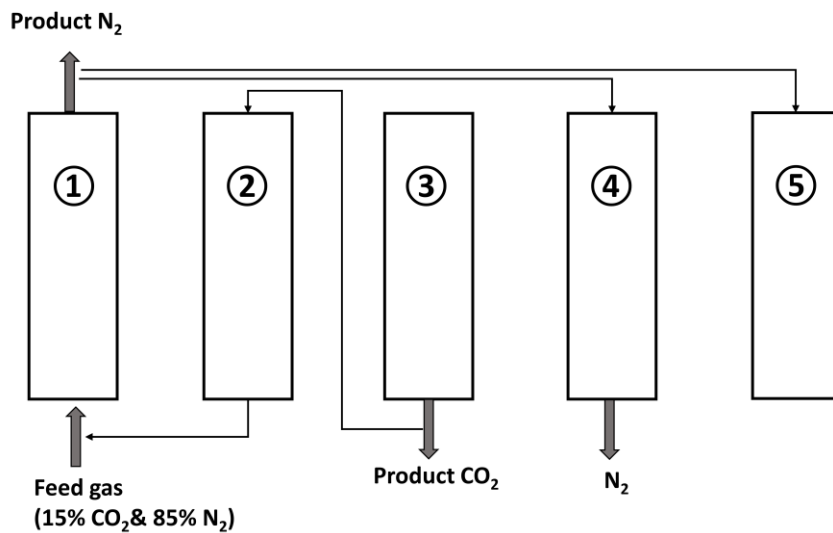 Product N₂
① ② ③ ④ ⑤
Product CO₂
N₂
Feed gas
(15% CO₂& 85% N₂)